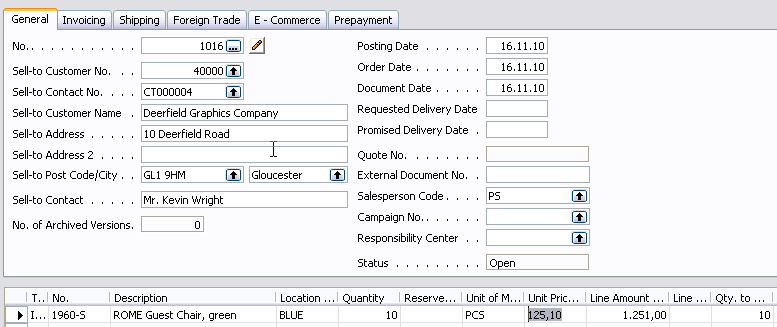 General Invoicing Shipping Foreign Trade E - Commerce Prepayment
No. . . . . . . . . . . . 1016 ... Posting Date . . . . . . 16.11.10
Sell-to Customer No. . . 40000 Order Date . . . . . . . 16.11.10
Sell-to Contact No. . . . CT000004 Document Date . . . . . 16.11.10
Sell-to Customer Name . Deerfield Graphics Company Requested Delivery Date
Sell-to Address . . . . . 10 Deerfield Road Promised Delivery Date .
Sell-to Address 2 . . . . Quote No. . . . . . . .
Sell-to Post Code/City . . GL1 9HM Gloucester External Document No. .
Sell-to Contact . . . . . Mr. Kevin Wright Salesperson Code . . . . PS
No. of Archived Versions. 0 Campaign No. . . . . . .
Responsibility Center . .
Status . . . . . . . . . Open
T... No. Description Location ... Quantity Reserve... Unit of M... Unit Pric... Line Amount ... Line ... Qty. to ...
I... 1960-S ROME Guest Chair, green BLUE 10 PCS 125,10 1.251,00 10